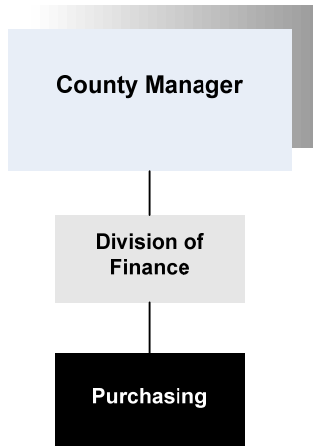 County Manager
Division of
Finance
Purchasing